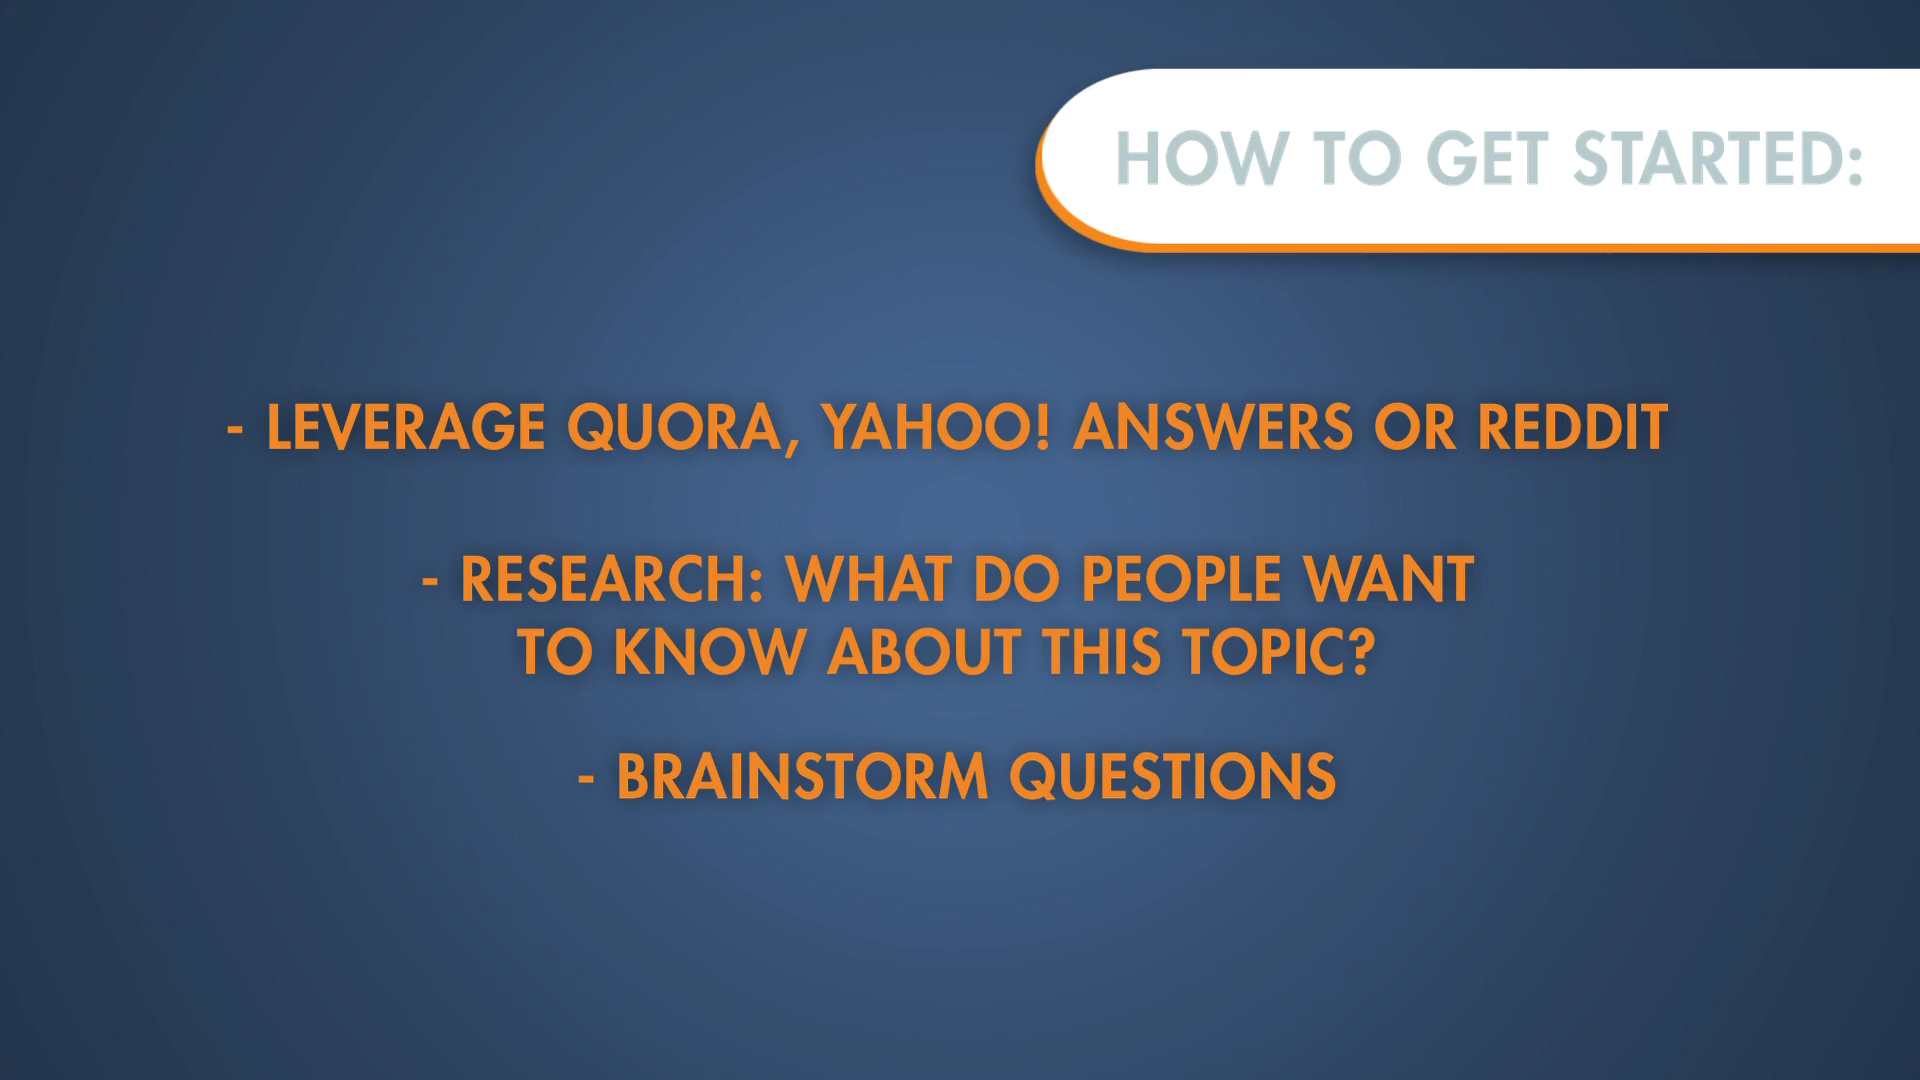 HOW TO GET STARTED:
- LEVERAGE QUORA, YAHOO! ANSWERS OR REDDIT
- RESEARCH: WHAT DO PEOPLE WANT
TO KNOW ABOUT THIS TOPIC?
- BRAINSTORM QUESTIONS